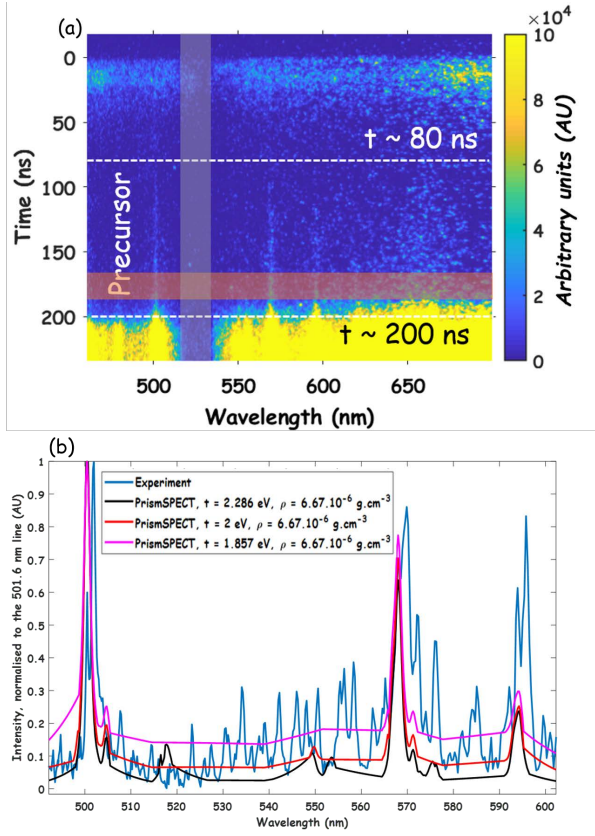 (a)
×10⁴
0
50
100
150
200
Time (ns)
Precursor
t ~ 80 ns
t ~ 200 ns
500
550
600
650
Wavelength (nm)
10
8
6
4
2
0
Arbitrary units (AU)
(b)
1
0.9
0.8
0.7
0.6
0.5
0.4
0.3
0.2
0.1
0
Intensity, normalised to the 501.6 nm line (AU)
Experiment
PrismSPECT, t = 2.286 eV, ρ = 6.67.10⁻⁶ g.cm⁻³
PrismSPECT, t = 2 eV, ρ = 6.67.10⁻⁶ g.cm⁻³
PrismSPECT, t = 1.857 eV, ρ = 6.67.10⁻⁶ g.cm⁻³
500
510
520
530
540
550
560
570
580
590
600
Wavelength (nm)